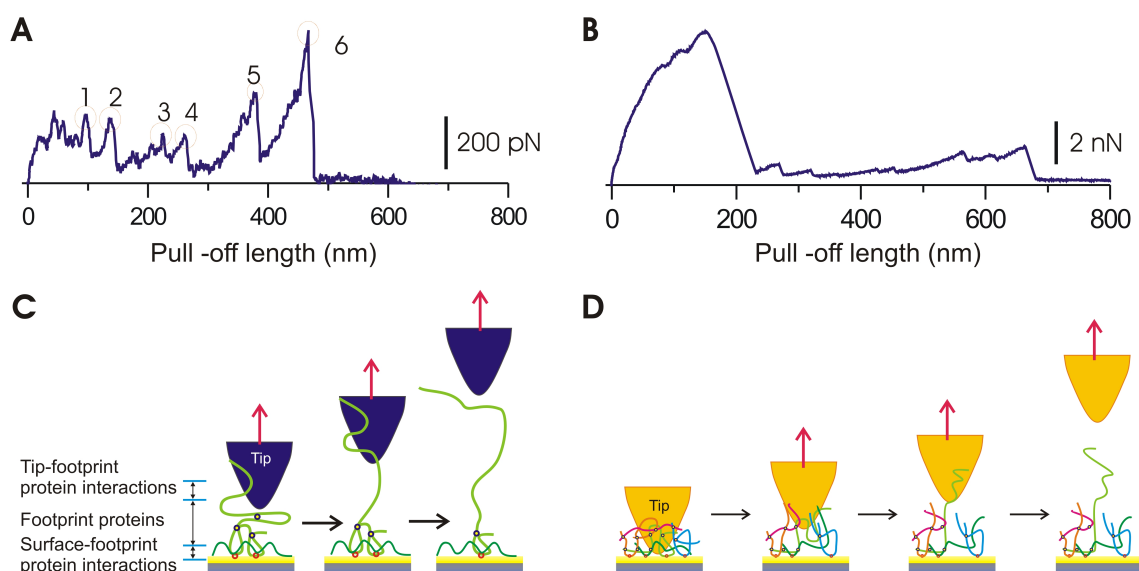 A
1 2 3 4 5 6
200 pN
0 200 400 600 800
Pull -off length (nm)
B
2 nN
0 200 400 600 800
Pull -off length (nm)
C
Tip
Tip-footprint
protein interactions
Footprint proteins
Surface-footprint
protein interactions
D
Tip